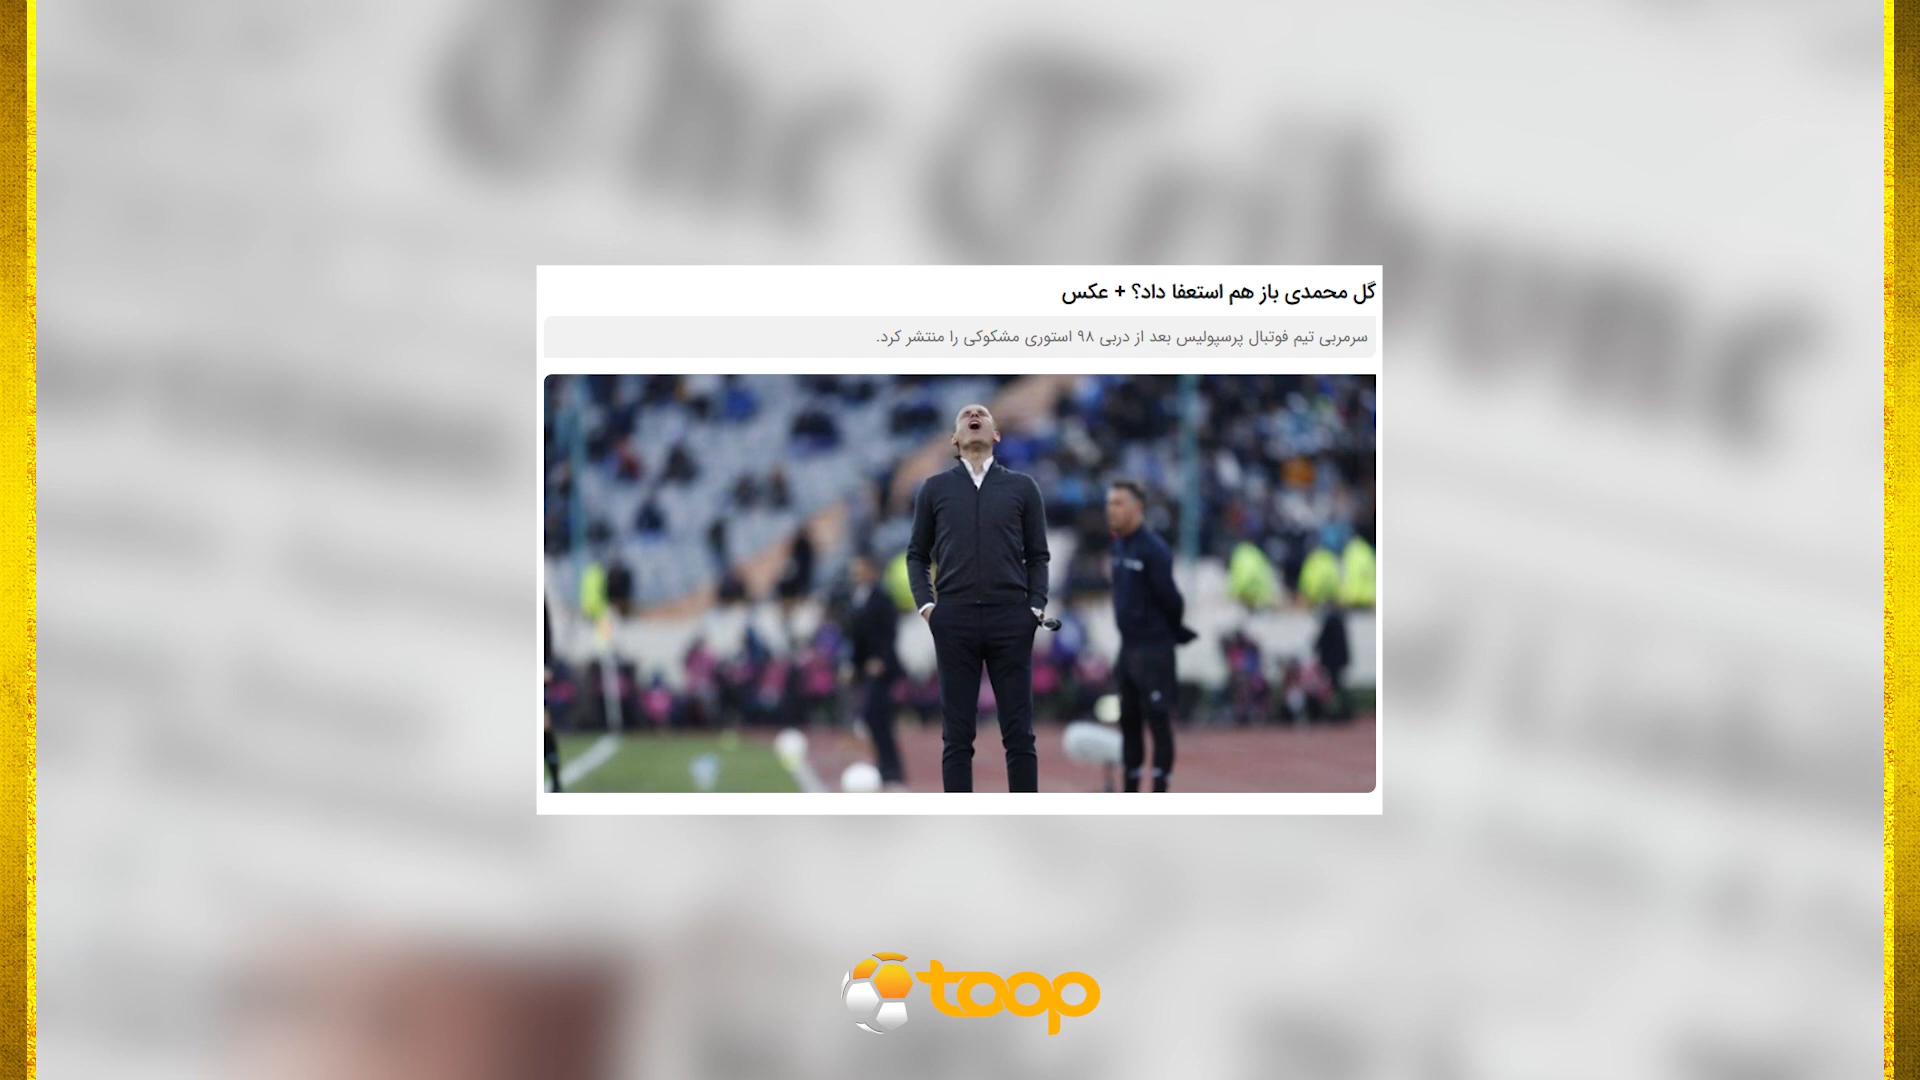 گل محمدی باز هم استعفا داد؟ + عکس
سرمربی تیم فوتبال پرسپولیس بعد از دربی ۹۸ استوری مشکوکی را منتشر کرد.
toop